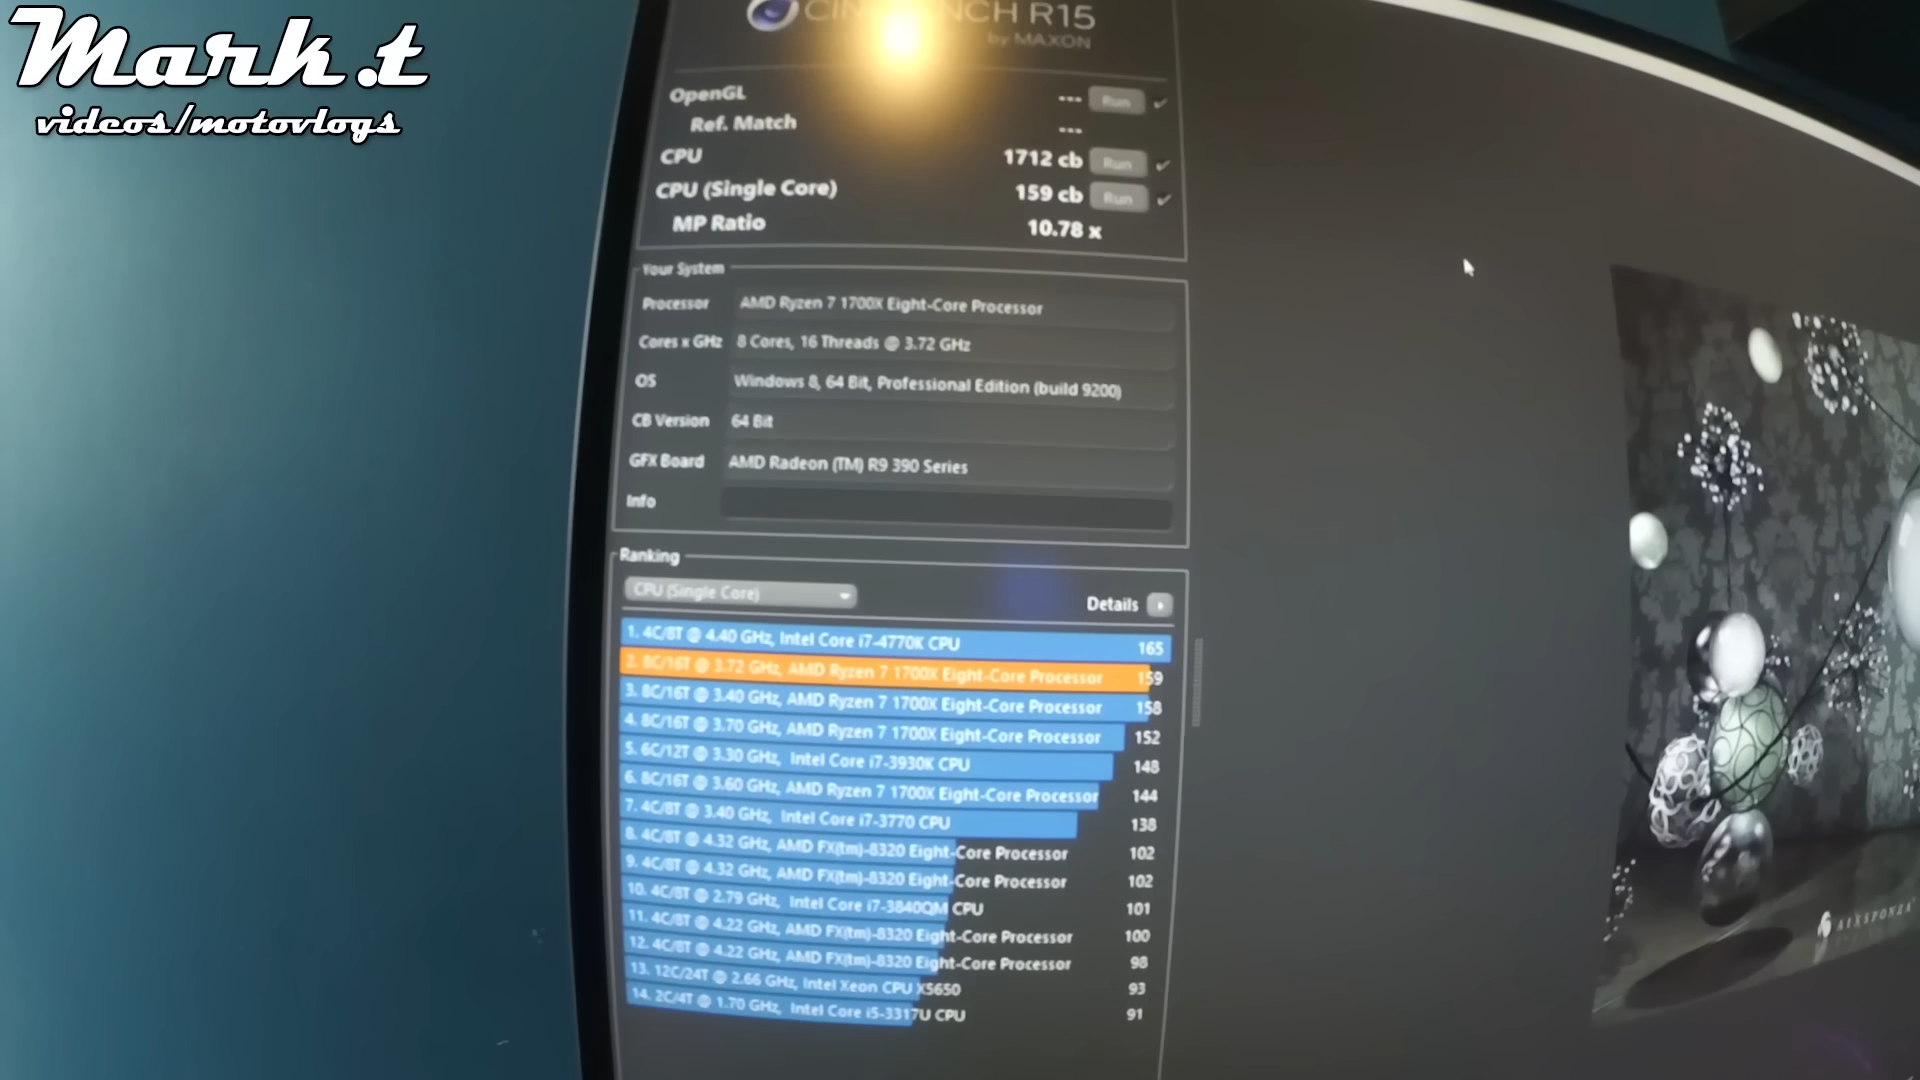 Mark.t
videos/motovlogs
CINEBENCH R15
by MAXON
OpenGL --- Run
Ref. Match ---
CPU 1712 cb Run
CPU (Single Core) 159 cb Run
MP Ratio 10.78 x
Your System
Processor AMD Ryzen 7 1700X Eight-Core Processor
Cores x GHz 8 Cores, 16 Threads @ 3.72 GHz
OS Windows 8, 64 Bit, Professional Edition (build 9200)
CB Version 64 Bit
GFX Board AMD Radeon (TM) R9 390 Series
Info
Ranking
CPU (Single Core) Details
1. 4C/8T @ 4.40 GHz, Intel Core i7-4770K CPU 165
2. 8C/16T @ 3.72 GHz, AMD Ryzen 7 1700X Eight-Core Processor 159
3. 8C/16T @ 3.40 GHz, AMD Ryzen 7 1700X Eight-Core Processor 158
4. 8C/16T @ 3.70 GHz, AMD Ryzen 7 1700X Eight-Core Processor 152
5. 6C/12T @ 3.30 GHz, Intel Core i7-3930K CPU 148
6. 8C/16T @ 3.60 GHz, AMD Ryzen 7 1700X Eight-Core Processor 144
7. 4C/8T @ 3.40 GHz, Intel Core i7-3770 CPU 138
8. 4C/8T @ 4.32 GHz, AMD FX(tm)-8320 Eight-Core Processor 102
9. 4C/8T @ 4.32 GHz, AMD FX(tm)-8320 Eight-Core Processor 102
10. 4C/8T @ 2.79 GHz, Intel Core i7-3840QM CPU 101
11. 4C/8T @ 4.22 GHz, AMD FX(tm)-8320 Eight-Core Processor 100
12. 4C/8T @ 4.22 GHz, AMD FX(tm)-8320 Eight-Core Processor 98
13. 12C/24T @ 2.66 GHz, Intel Xeon CPU X5650 93
14. 2C/4T @ 1.70 GHz, Intel Core i5-3317U CPU 91
AIXSPONZA